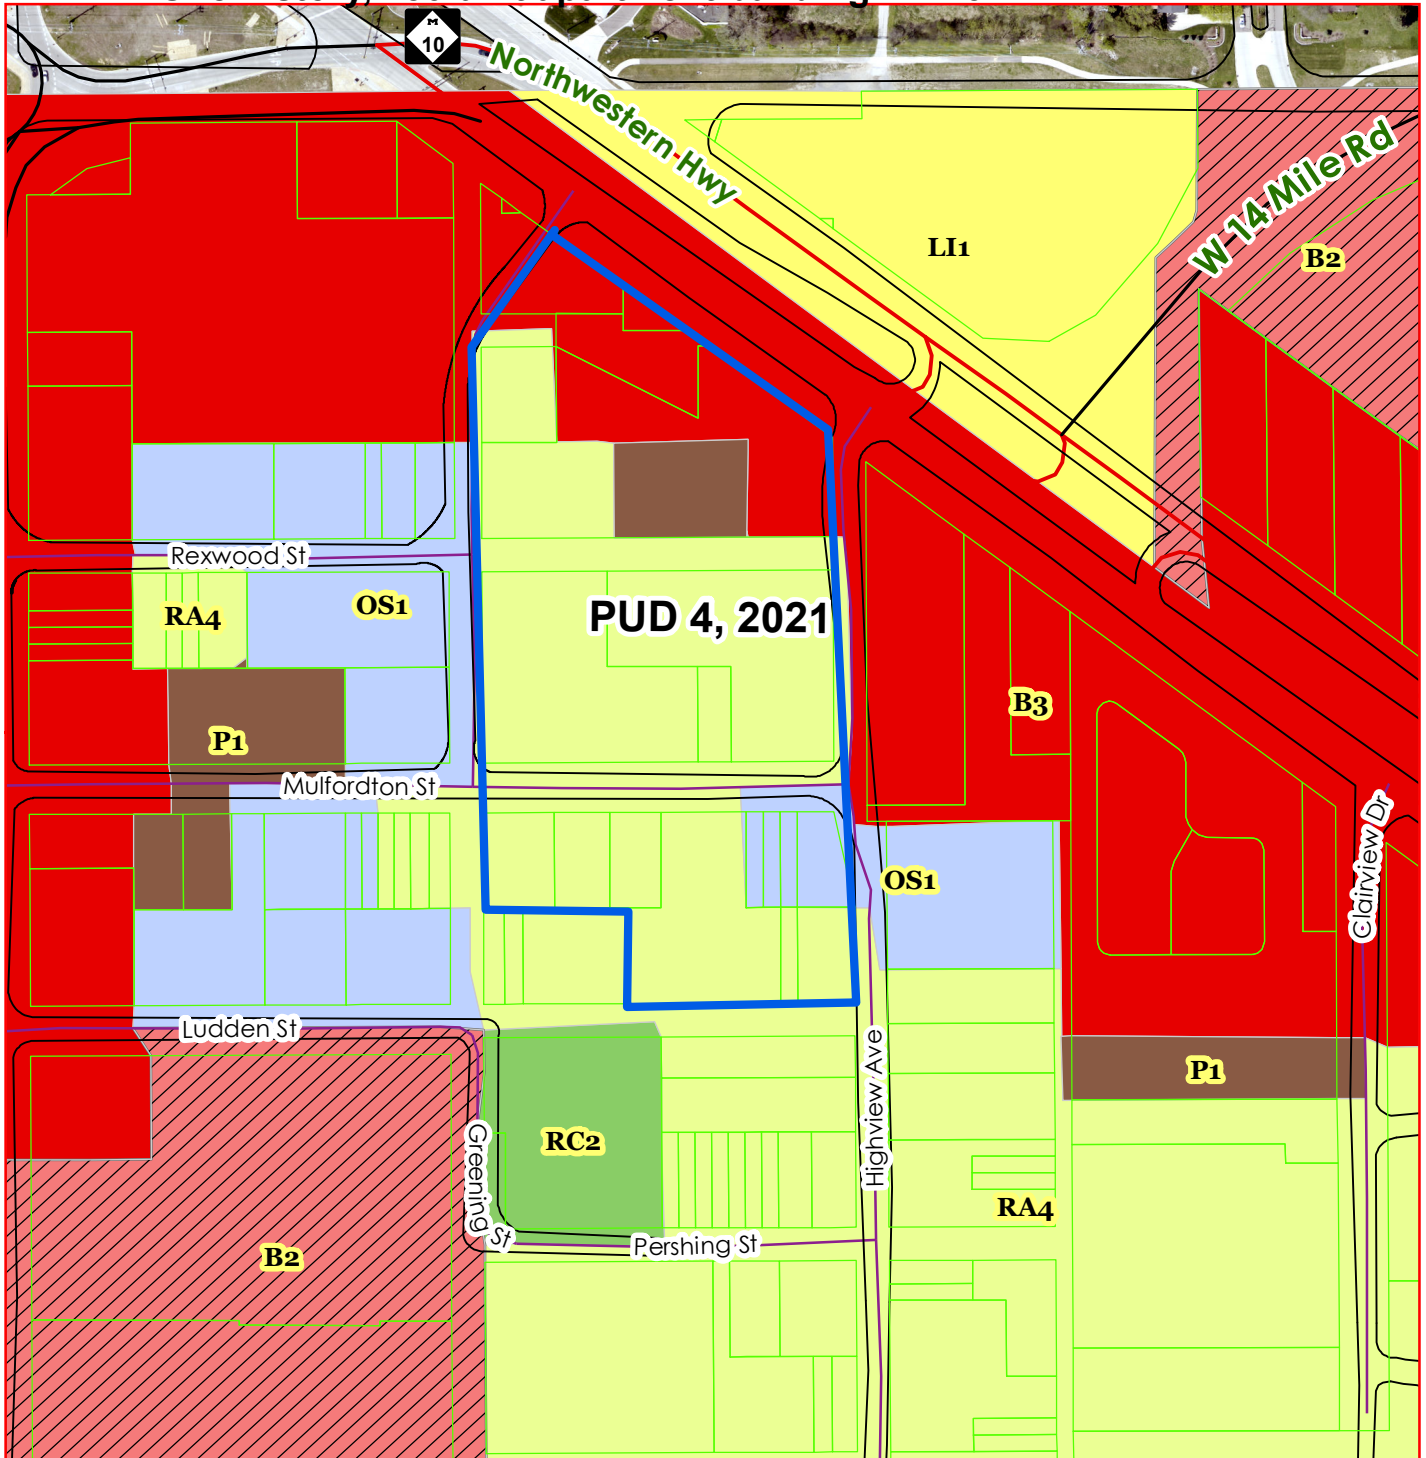 M
10
Northwestern Hwy
W 14 Mile Rd
LI1
B2
Rexwood St
RA4
OS1
PUD 4, 2021
B3
P1
Mulfordton St
OS1
Clairview Dr
Ludden St
Highview Ave
P1
Greening St
RC2
RA4
Pershing St
B2